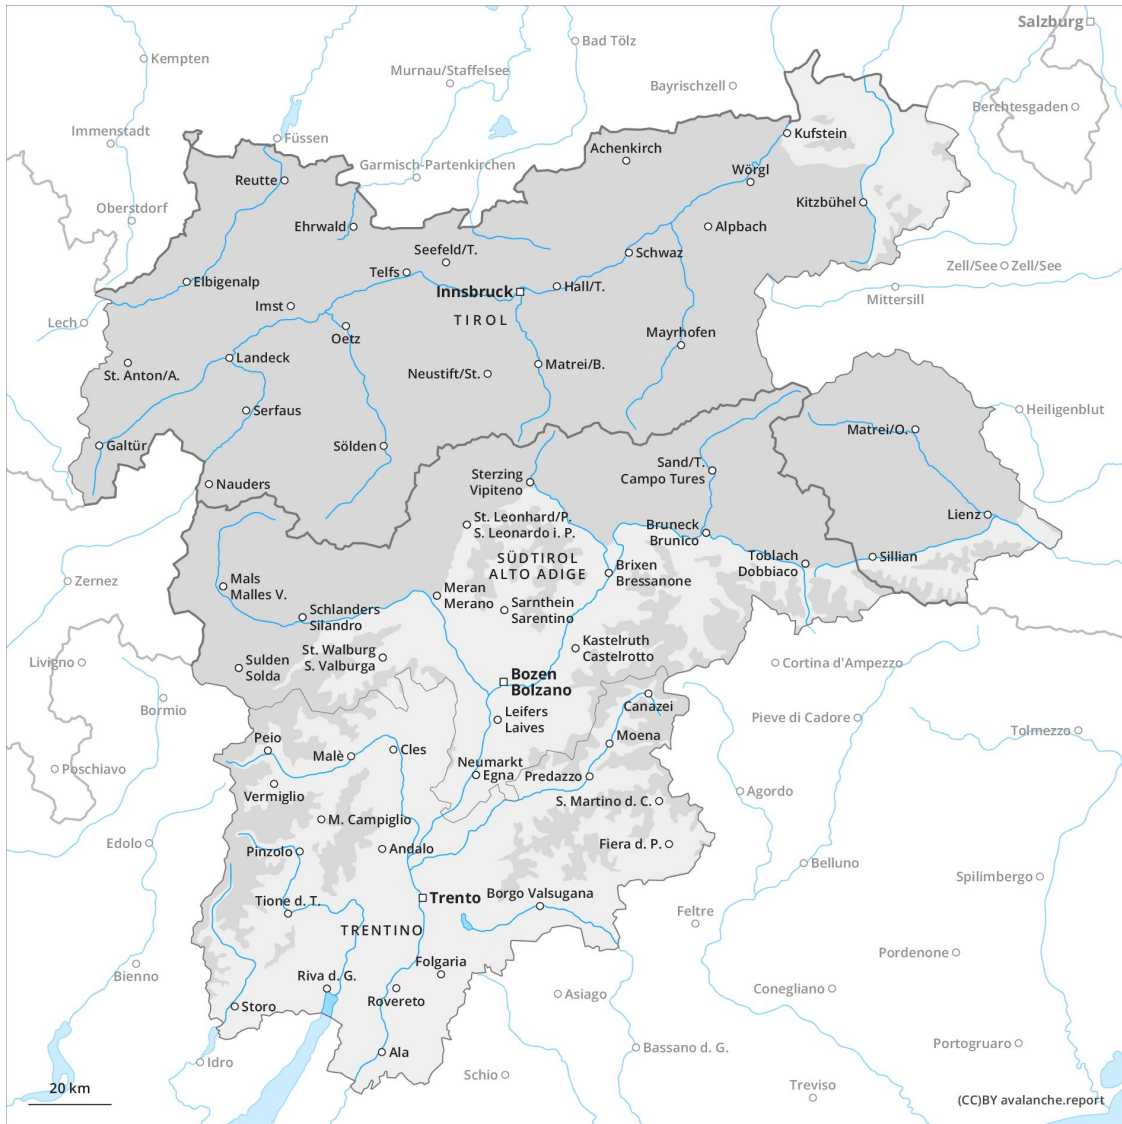 Salzburg
Bad Tölz
Kempten
Murnau/Staffelsee
Bayrischzell
Berchtesgaden
Immenstadt
Füssen
Kufstein
Achenkirch
Garmisch-Partenkirchen
Wörgl
Reutte
Oberstdorf
Kitzbühel
Ehrwald
Alpbach
Seefeld/T.
Schwaz
Zell/See
Zell/See
Telfs
Elbigenalp
Innsbruck
Hall/T.
Mittersill
Imst
TIROL
Lech
Oetz
Mayrhofen
Landeck
Matrei/B.
St. Anton/A.
Neustift/St.
Serfaus
Heiligenblut
Matrei/O.
Galtür
Sölden
Sand/T.
Campo Tures
Sterzing
Vipiteno
Nauders
St. Leonhard/P.
S. Leonardo i. P.
Lienz
Bruneck
Brunico
SÜDTIROL
ALTO ADIGE
Toblach
Dobbiaco
Sillian
Brixen
Bressanone
Zernez
Mals
Malles V.
Meran
Merano
Sarnthein
Sarentino
Schlanders
Silandro
Kastelruth
Castelrotto
St. Walburg
S. Valburga
Livigno
Sulden
Solda
Cortina d'Ampezzo
Bozen
Bolzano
Canazei
Bormio
Leifers
Laives
Pieve di Cadore
Tolmezzo
Moena
Peio
Malè
Cles
Neumarkt
Egna
Predazzo
Poschiavo
Vermiglio
Agordo
S. Martino d. C.
M. Campiglio
Edolo
Pinzolo
Andalo
Fiera d. P.
Belluno
Spilimbergo
Trento
Borgo Valsugana
Tione d. T.
Feltre
TRENTINO
Pordenone
Folgaria
Bienno
Riva d. G.
Rovereto
Asiago
Conegliano
Storo
Ala
Bassano d. G.
Portogruaro
Idro
Schio
Treviso
20 km
(CC)BY avalanche.report